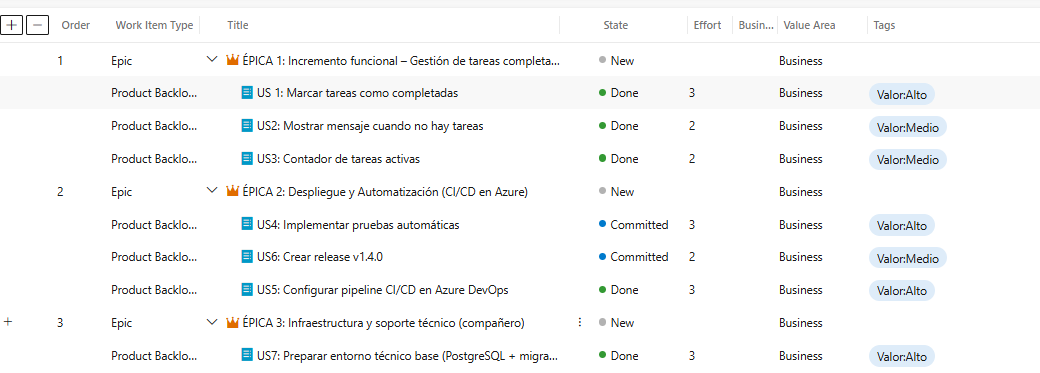 + − Order Work Item Type Title State Effort Busin... Value Area Tags
1 Epic ÉPICA 1: Incremento funcional – Gestión de tareas completa... New Business
Product Backlo... US 1: Marcar tareas como completadas Done 3 Business Valor:Alto
Product Backlo... US2: Mostrar mensaje cuando no hay tareas Done 2 Business Valor:Medio
Product Backlo... US3: Contador de tareas activas Done 2 Business Valor:Medio
2 Epic ÉPICA 2: Despliegue y Automatización (CI/CD en Azure) New Business
Product Backlo... US4: Implementar pruebas automáticas Committed 3 Business Valor:Alto
Product Backlo... US6: Crear release v1.4.0 Committed 2 Business Valor:Medio
Product Backlo... US5: Configurar pipeline CI/CD en Azure DevOps Done 3 Business Valor:Alto
+ 3 Epic ÉPICA 3: Infraestructura y soporte técnico (compañero) New Business
Product Backlo... US7: Preparar entorno técnico base (PostgreSQL + migra... Done 3 Business Valor:Alto